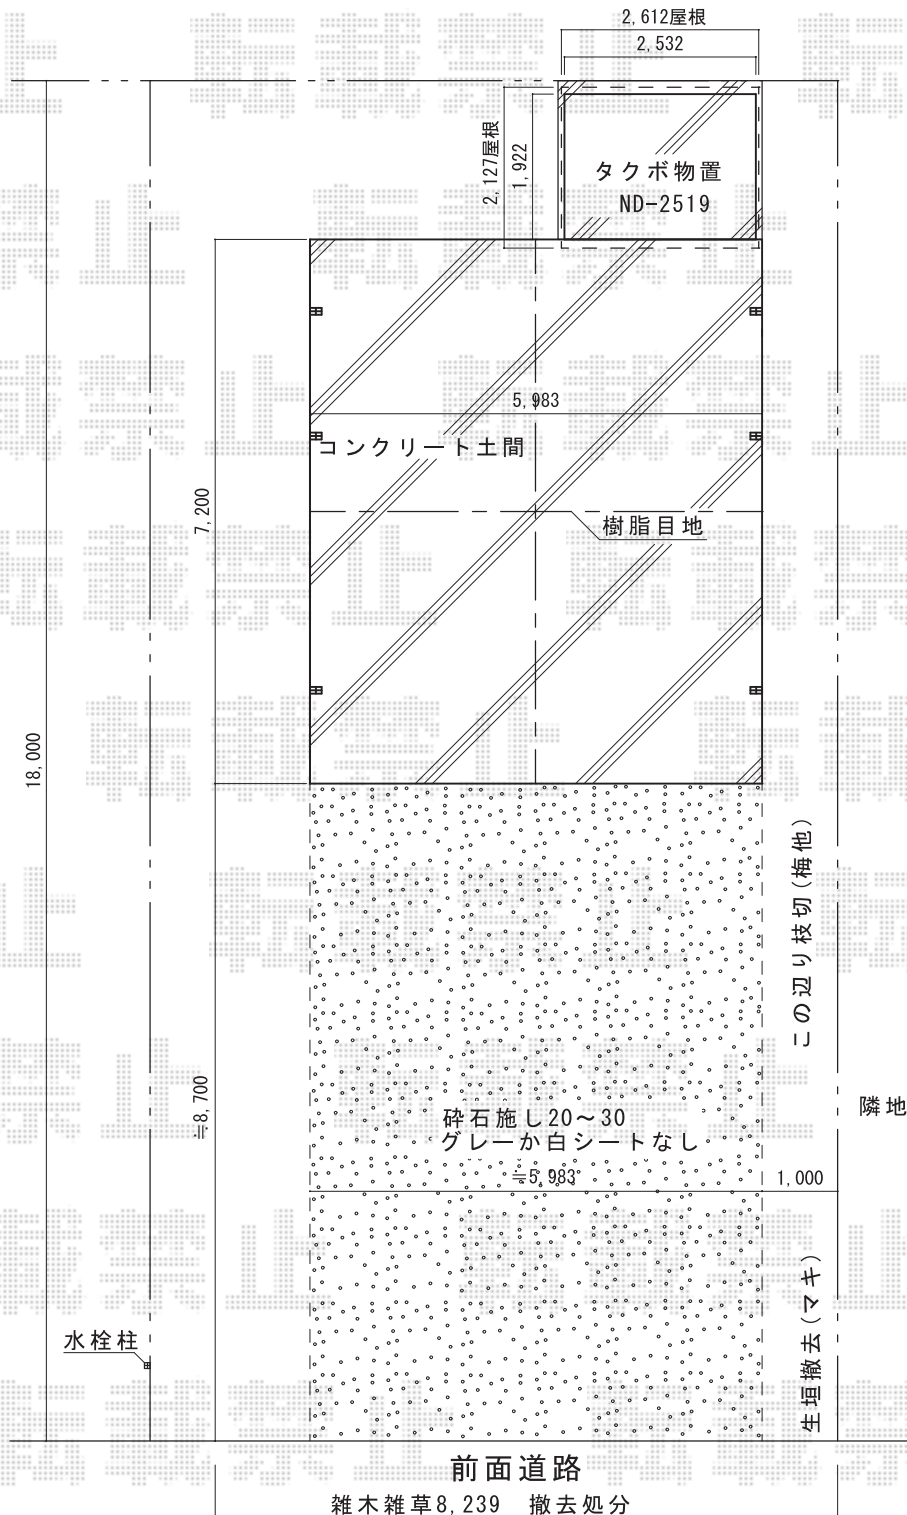 2,612屋根
2,532
2,127屋根
1,922
タクボ物置
ND-2519
5,983
コンクリート土間
7,200
樹脂目地
18,000
この辺り枝切(梅他)
≒8,700
隣地
砕石施し20～30
グレーか白シートなし
≒5,983
1,000
生垣撤去(マキ)
水栓柱
前面道路
雑木雑草8,239　撤去処分
転載禁止